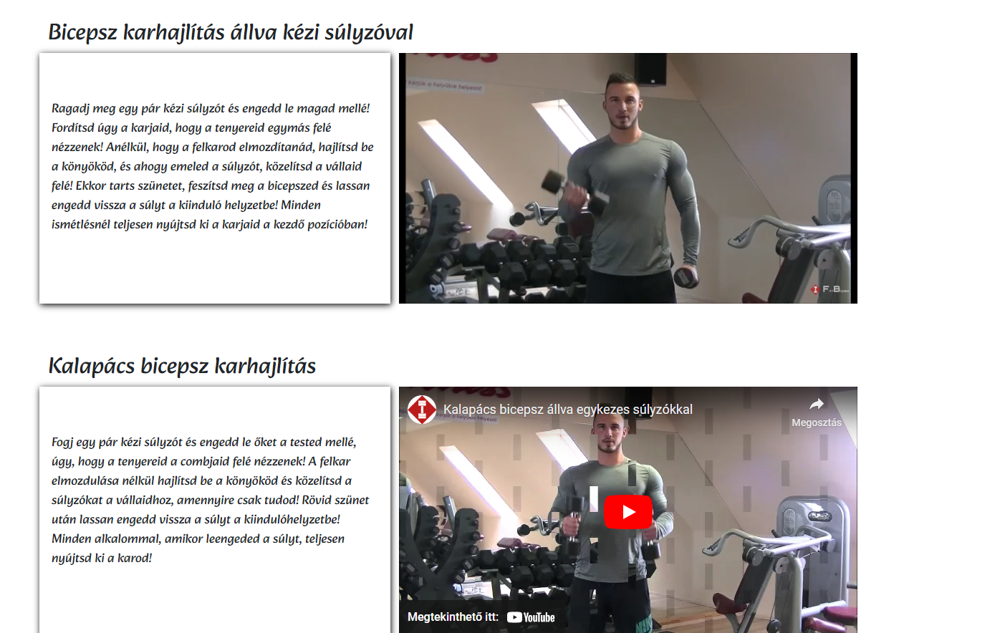 Bicepsz karhajlítás állva kézi súlyzóval
Ragadj meg egy pár kézi súlyzót és engedd le magad mellé!
Fordítsd úgy a karjaid, hogy a tenyereid egymás felé
nézzenek! Anélkül, hogy a felkarod elmozdítanád, hajlítsd be
a könyököd, és ahogy emeled a súlyzót, közelítsd a vállaid
felé! Ekkor tarts szünetet, feszítsd meg a bicepszed és lassan
engedd vissza a súlyt a kiinduló helyzetbe! Minden
ismétlésnél teljesen nyújtsd ki a karjaid a kezdő pozícióban!
kérjük a helyükre helyezni!
Kalapács bicepsz karhajlítás
Fogj egy pár kézi súlyzót és engedd le őket a tested mellé,
úgy, hogy a tenyereid a combjaid felé nézzenek! A felkar
elmozdulása nélkül hajlítsd be a könyököd és közelítsd a
súlyzókat a vállaidhoz, amennyire csak tudod! Rövid szünet
után lassan engedd vissza a súlyt a kiindulóhelyzetbe!
Minden alkalommal, amikor leengeded a súlyt, teljesen
nyújtsd ki a karod!
Kalapács bicepsz állva egykezes súlyzókkal
Megosztás
Megtekinthető itt: YouTube